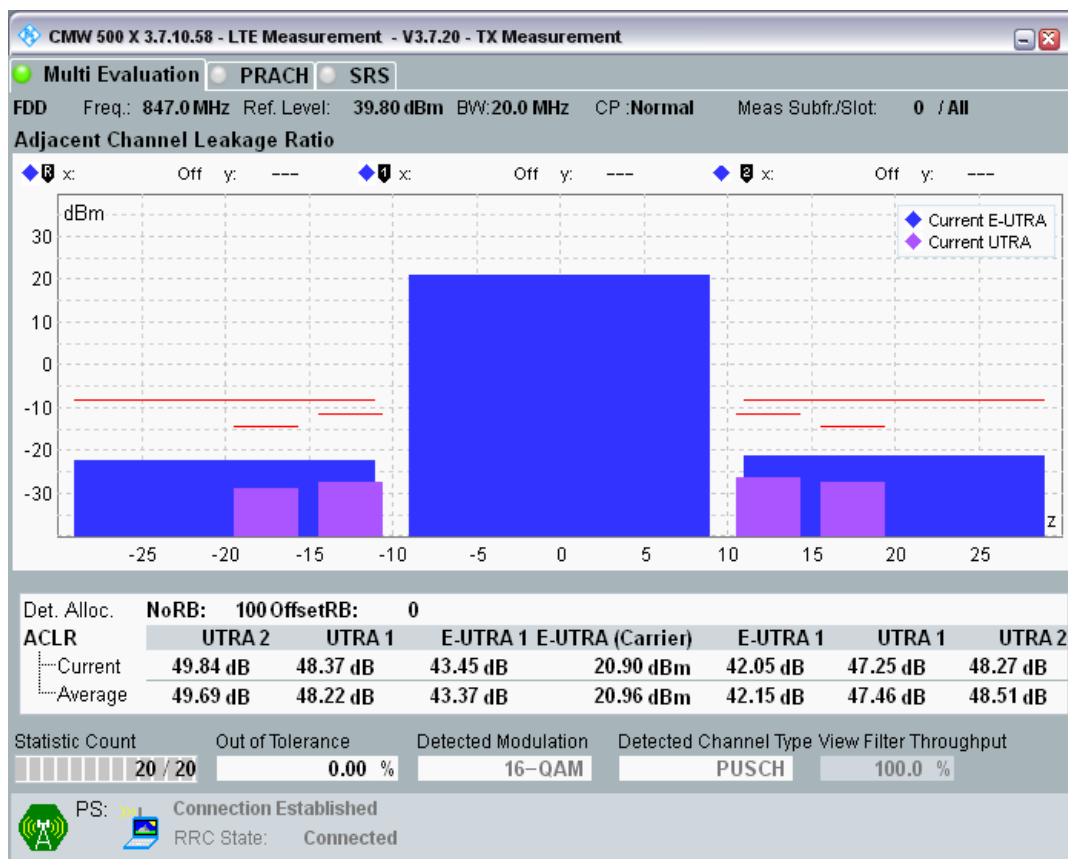 CMW 500 X 3.7.10.58 - LTE Measurement - V3.7.20 - TX Measurement
Multi Evaluation PRACH SRS
FDD Freq.: 847.0 MHz Ref. Level: 39.80 dBm BW:20.0 MHz CP :Normal Meas Subfr./Slot: 0 / All
Adjacent Channel Leakage Ratio
R x: Off y: --- 1 x: Off y: --- 2 x: Off y: ---
dBm
Current E-UTRA
Current UTRA
30
20
10
0
-10
-20
-30
z
-25 -20 -15 -10 -5 0 5 10 15 20 25
Det. Alloc. NoRB: 100 OffsetRB: 0
ACLR UTRA 2 UTRA 1 E-UTRA 1 E-UTRA (Carrier) E-UTRA 1 UTRA 1 UTRA 2
Current 49.84 dB 48.37 dB 43.45 dB 20.90 dBm 42.05 dB 47.25 dB 48.27 dB
Average 49.69 dB 48.22 dB 43.37 dB 20.96 dBm 42.15 dB 47.46 dB 48.51 dB
Statistic Count Out of Tolerance Detected Modulation Detected Channel Type View Filter Throughput
20 / 20 0.00 % 16-QAM PUSCH 100.0 %
PS: Connection Established
RRC State: Connected